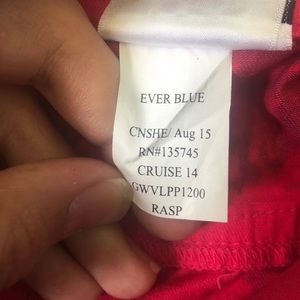 EVER BLUE
CNSHE/ Aug 15
RN#135745
CRUISE 14
GWVLPP1200
RASP